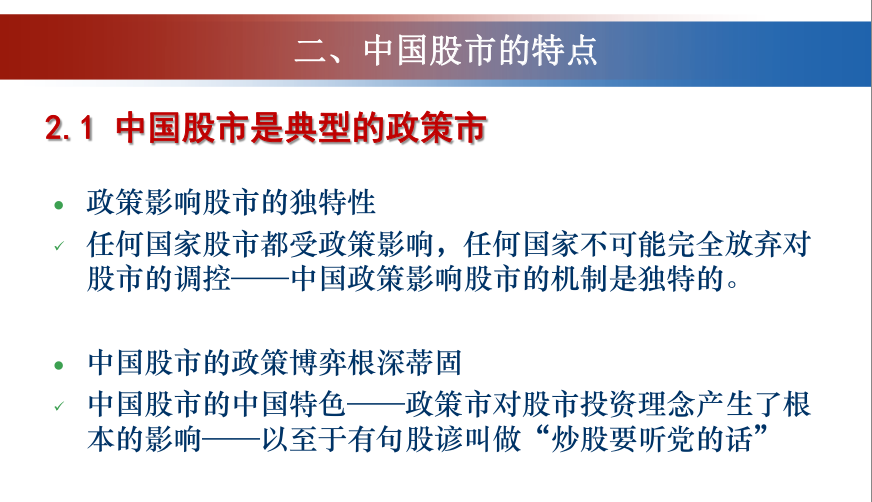 二、中国股市的特点
2.1 中国股市是典型的政策市
政策影响股市的独特性
任何国家股市都受政策影响，任何国家不可能完全放弃对
股市的调控——中国政策影响股市的机制是独特的。
中国股市的政策博弈根深蒂固
中国股市的中国特色——政策市对股市投资理念产生了根
本的影响——以至于有句股谚叫做“炒股要听党的话”